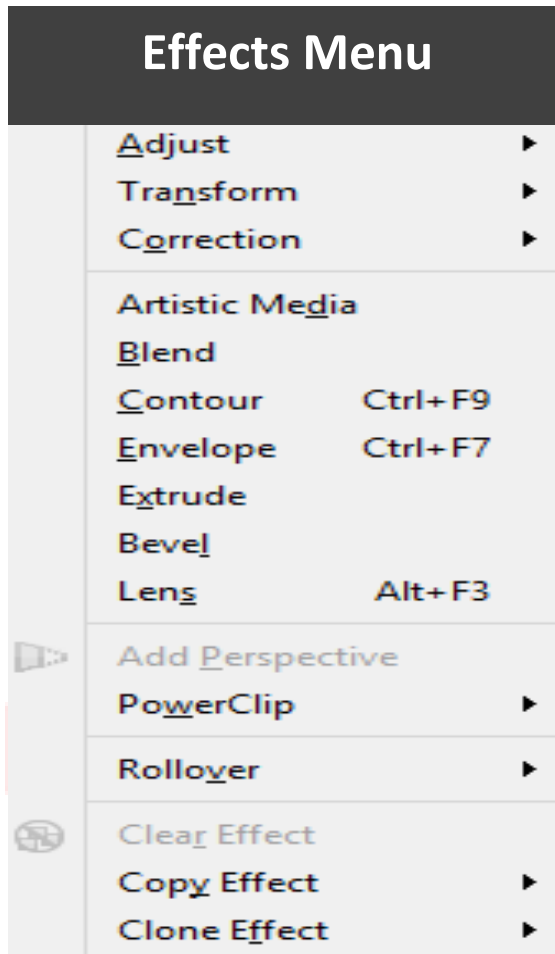 Effects Menu
Adjust
Transform
Correction
Artistic Media
Blend
Contour Ctrl+F9
Envelope Ctrl+F7
Extrude
Bevel
Lens Alt+F3
Add Perspective
PowerClip
Rollover
Clear Effect
Copy Effect
Clone Effect